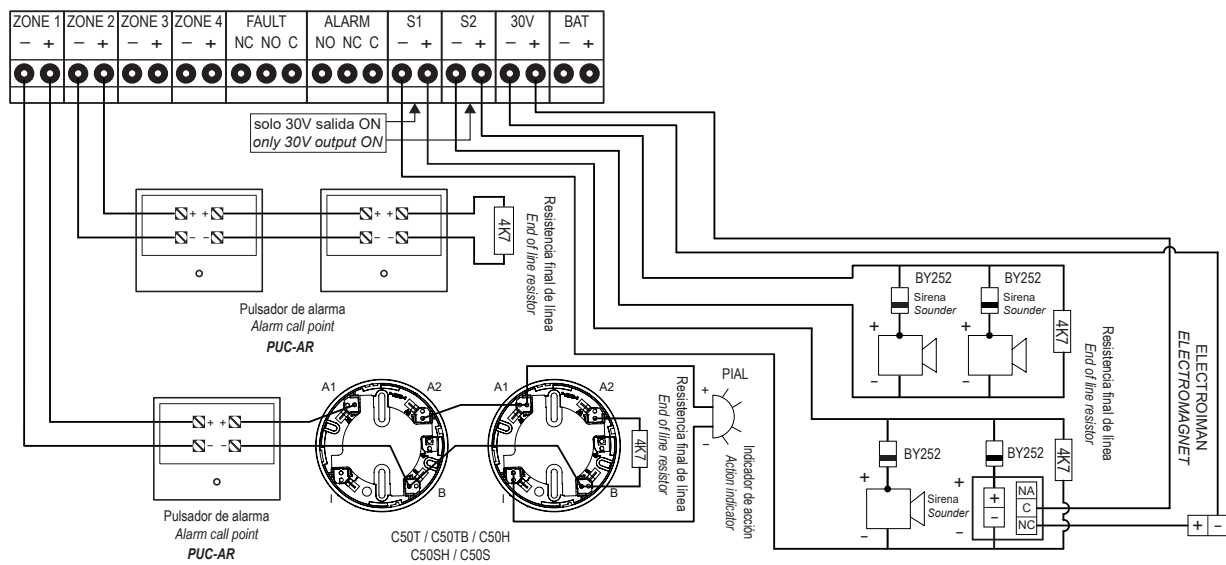 ZONE 1 ZONE 2 ZONE 3 ZONE 4 FAULT ALARM S1 S2 30V BAT
− + − + − + − + NC NO C NO NC C − + − + − + − +
solo 30V salida ON
only 30V output ON
+ + + +
− − − −
4K7
Resistencia final de línea
End of line resistor
Pulsador de alarma
Alarm call point
PUC-AR
BY252
Sirena
Sounder
+
−
BY252
Sirena
Sounder
+
−
4K7
Resistencia final de línea
End of line resistor
ELECTROIMAN
ELECTROMAGNET
+ −
A1 A2
I B
A1 A2
I B
4K7
Resistencia final de línea
End of line resistor
PIAL
+
−
Indicador de acción
Action indicator
+ +
− −
Pulsador de alarma
Alarm call point
PUC-AR
C50T / C50TB / C50H
C50SH / C50S
BY252
Sirena
Sounder
+
−
BY252
+
−
+
−
NA
C
NC
4K7